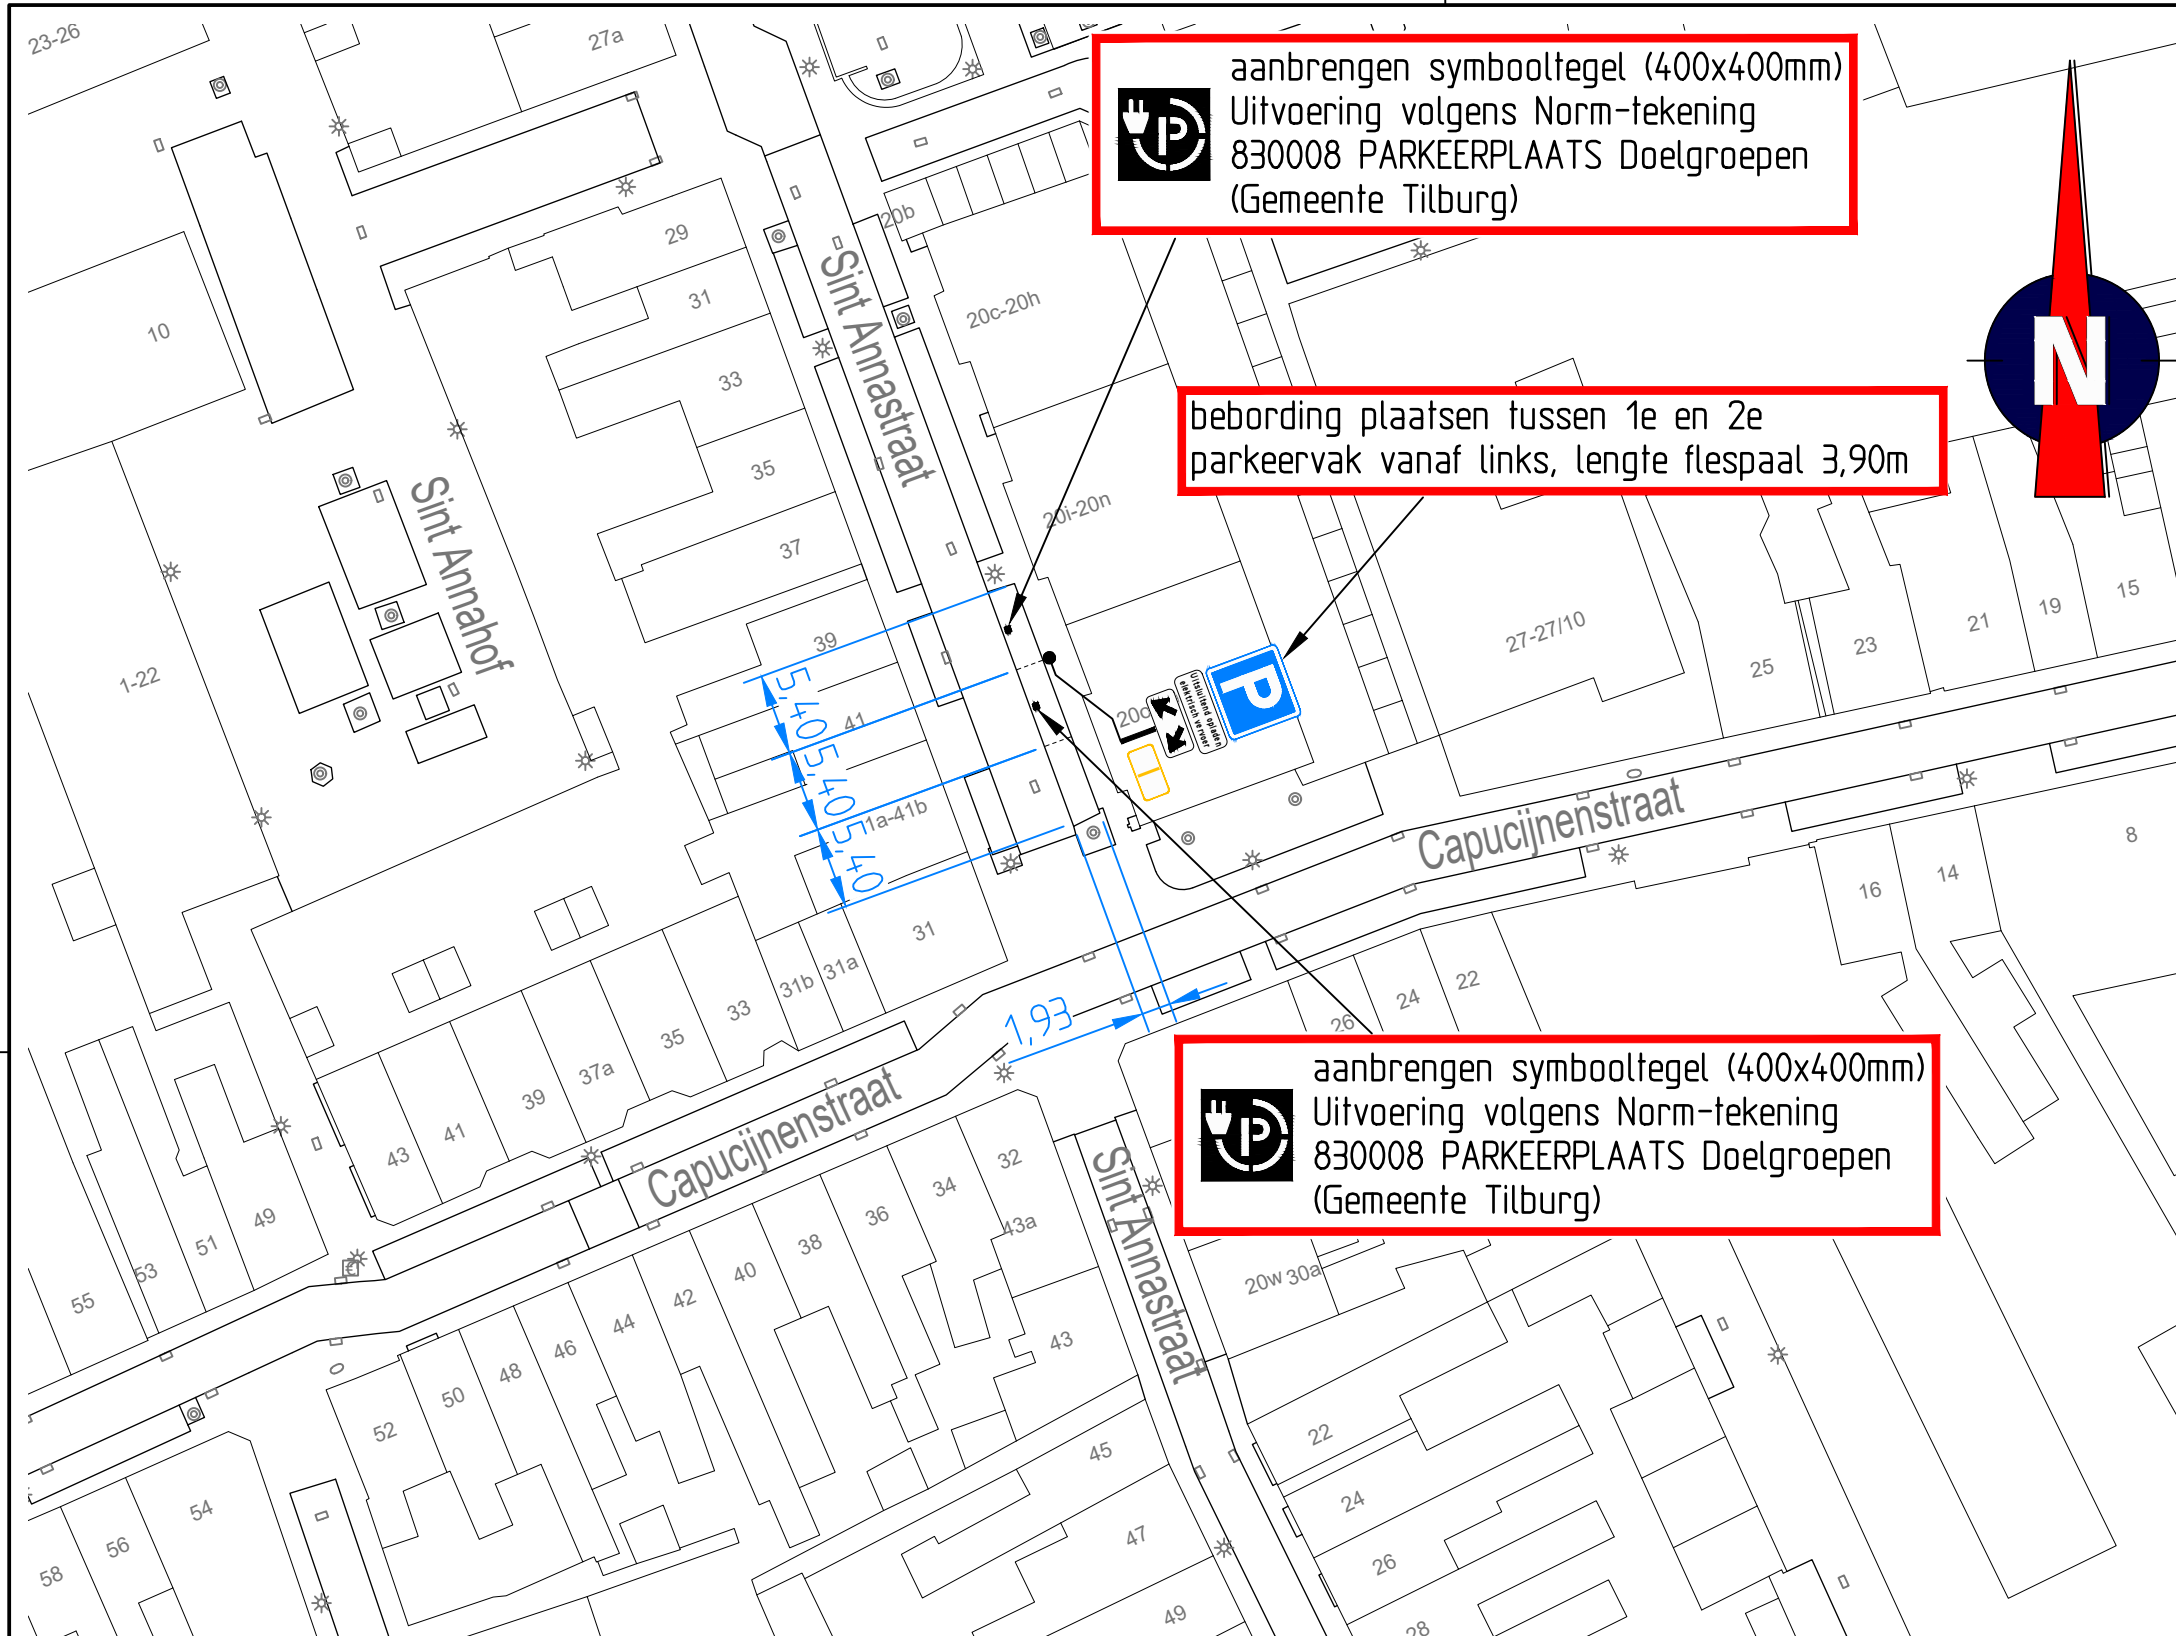 aanbrengen symbooltegel (400x400mm)
Uitvoering volgens Norm-tekening
830008 PARKEERPLAATS Doelgroepen
(Gemeente Tilburg)
P
bebording plaatsen tussen 1e en 2e
parkeervak vanaf links, lengte flespaal 3,90m
N
aanbrengen symbooltegel (400x400mm)
Uitvoering volgens Norm-tekening
830008 PARKEERPLAATS Doelgroepen
(Gemeente Tilburg)
P
P
Uitsluitend opladen
elektrisch vervoer
Sint Annastraat
Sint Annahof
Capucijnenstraat
Capucijnenstraat
Sint Annastraat
5,40
5,40
5,40
1,93
23-26
27a
20b
29
31
33
35
37
39
41
1a-41b
10
1-22
20c-20h
20i-20n
27-27/10
25
23
21
19
15
8
14
16
22
24
26
31
31a
31b
33
35
37a
39
41
43
49
51
53
55
32
34
36
38
40
42
44
46
48
50
52
54
56
58
43a
43
45
47
49
20w
30a
22
24
26
28